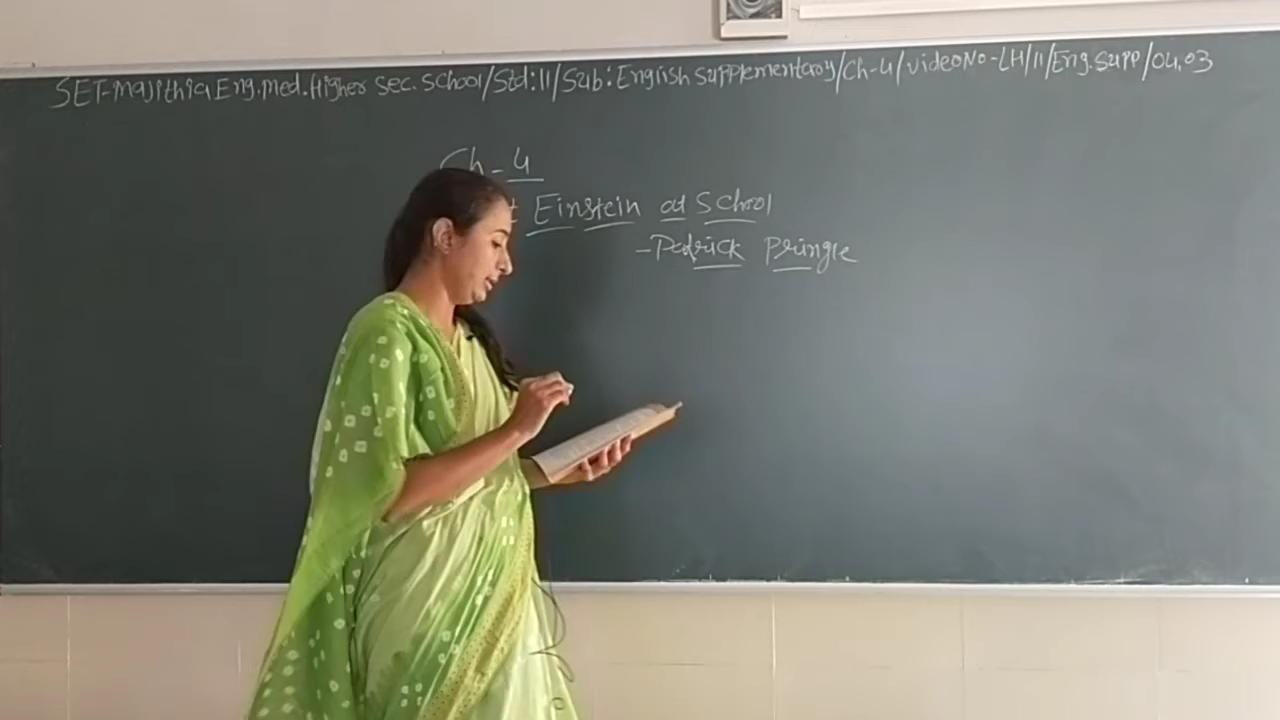 SET-Majithia Eng.Med.Higher Sec.School/Std:11/Sub:English Supplementary/Ch-4/videoNo-LH/11/Eng.Supp/04.03
Ch-4
Einstein at School
-Patrick Pringle